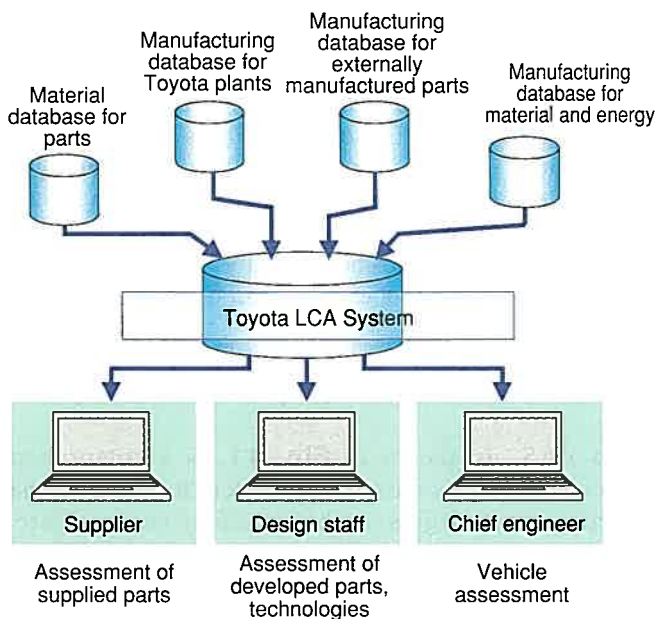 Material
database for
parts
Manufacturing
database for
Toyota plants
Manufacturing
database for
externally
manufactured parts
Manufacturing
database for
material and energy
Toyota LCA System
Supplier
Design staff
Chief engineer
Assessment of
supplied parts
Assessment of
developed parts,
technologies
Vehicle
assessment